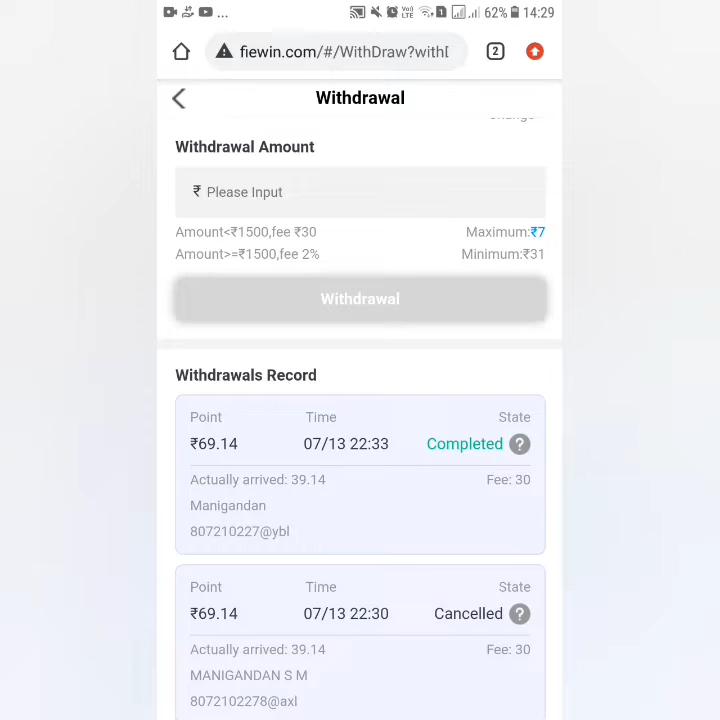 ... 62% 14:29
fiewin.com/#/WithDraw?with 2
Withdrawal
Withdrawal Amount
₹ Please Input
Amount<₹1500,fee ₹30 Maximum:₹7
Amount>=₹1500,fee 2% Minimum:₹31
Withdrawal
Withdrawals Record
Point Time State
₹69.14 07/13 22:33 Completed ?
Actually arrived: 39.14 Fee: 30
Manigandan
807210227@ybl
Point Time State
₹69.14 07/13 22:30 Cancelled ?
Actually arrived: 39.14 Fee: 30
MANIGANDAN S M
8072102278@axl